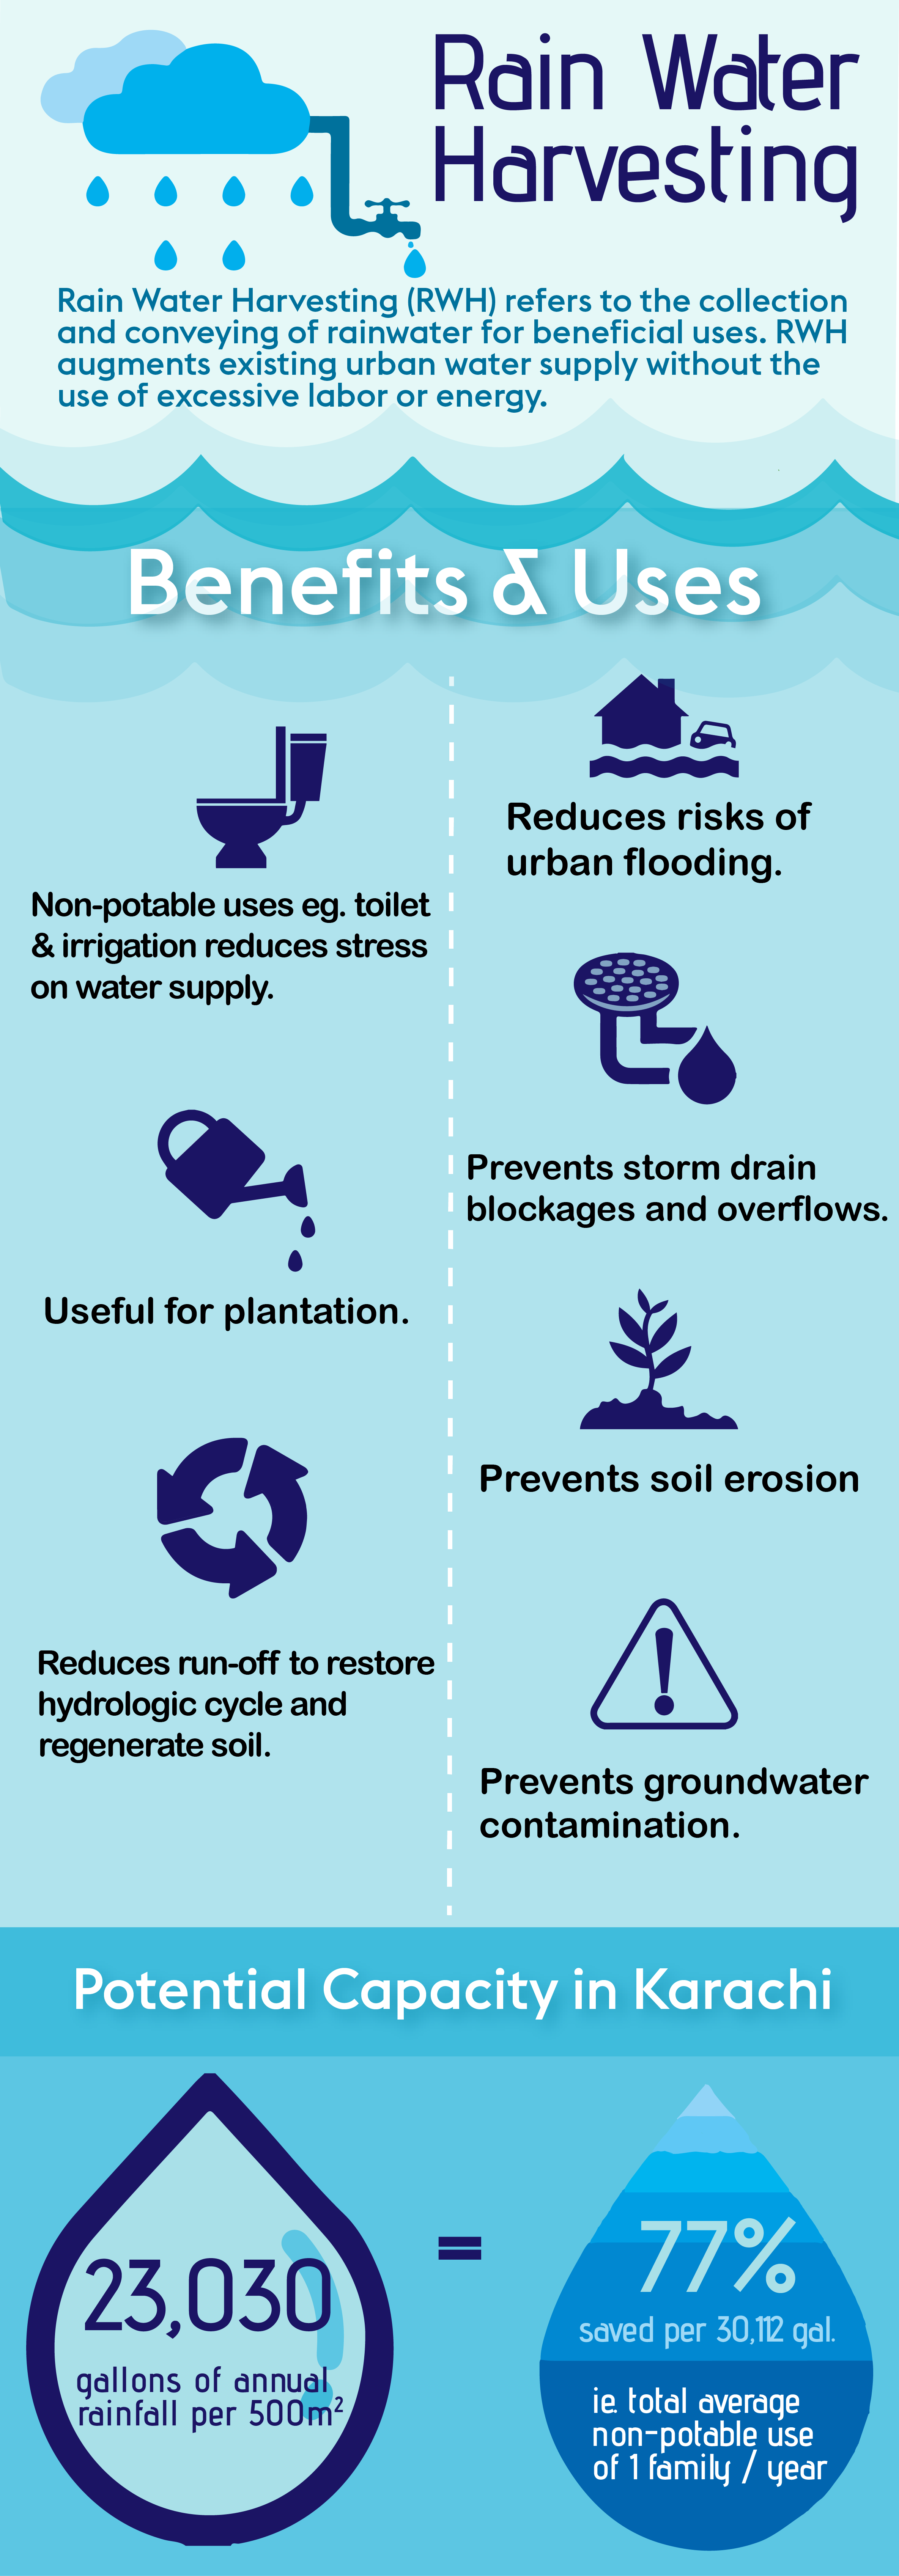 Rain Water
Harvesting
Rain Water Harvesting (RWH) refers to the collection
and conveying of rainwater for beneficial uses. RWH
augments existing urban water supply without the
use of excessive labor or energy.
Benefits & Uses
Non-potable uses eg. toilet
& irrigation reduces stress
on water supply.
Useful for plantation.
Reduces run-off to restore
hydrologic cycle and
regenerate soil.
Reduces risks of
urban flooding.
Prevents storm drain
blockages and overflows.
Prevents soil erosion
Prevents groundwater
contamination.
Potential Capacity in Karachi
23,030
gallons of annual
rainfall per 500m²
=
77%
saved per 30,112 gal.
ie. total average
non-potable use
of 1 family / year